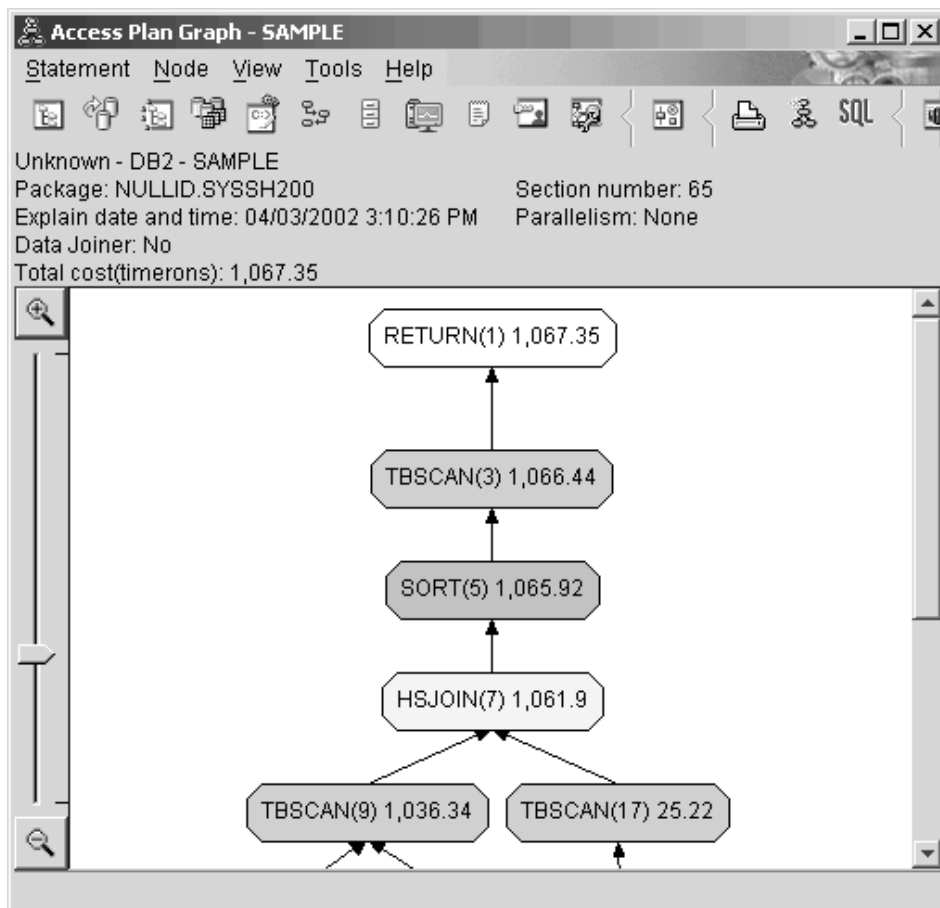 Access Plan Graph - SAMPLE
Statement Node View Tools Help
SQL
Unknown - DB2 - SAMPLE
Package: NULLID.SYSSH200 Section number: 65
Explain date and time: 04/03/2002 3:10:26 PM Parallelism: None
Data Joiner: No
Total cost(timerons): 1,067.35
RETURN(1) 1,067.35
TBSCAN(3) 1,066.44
SORT(5) 1,065.92
HSJOIN(7) 1,061.9
TBSCAN(9) 1,036.34 TBSCAN(17) 25.22